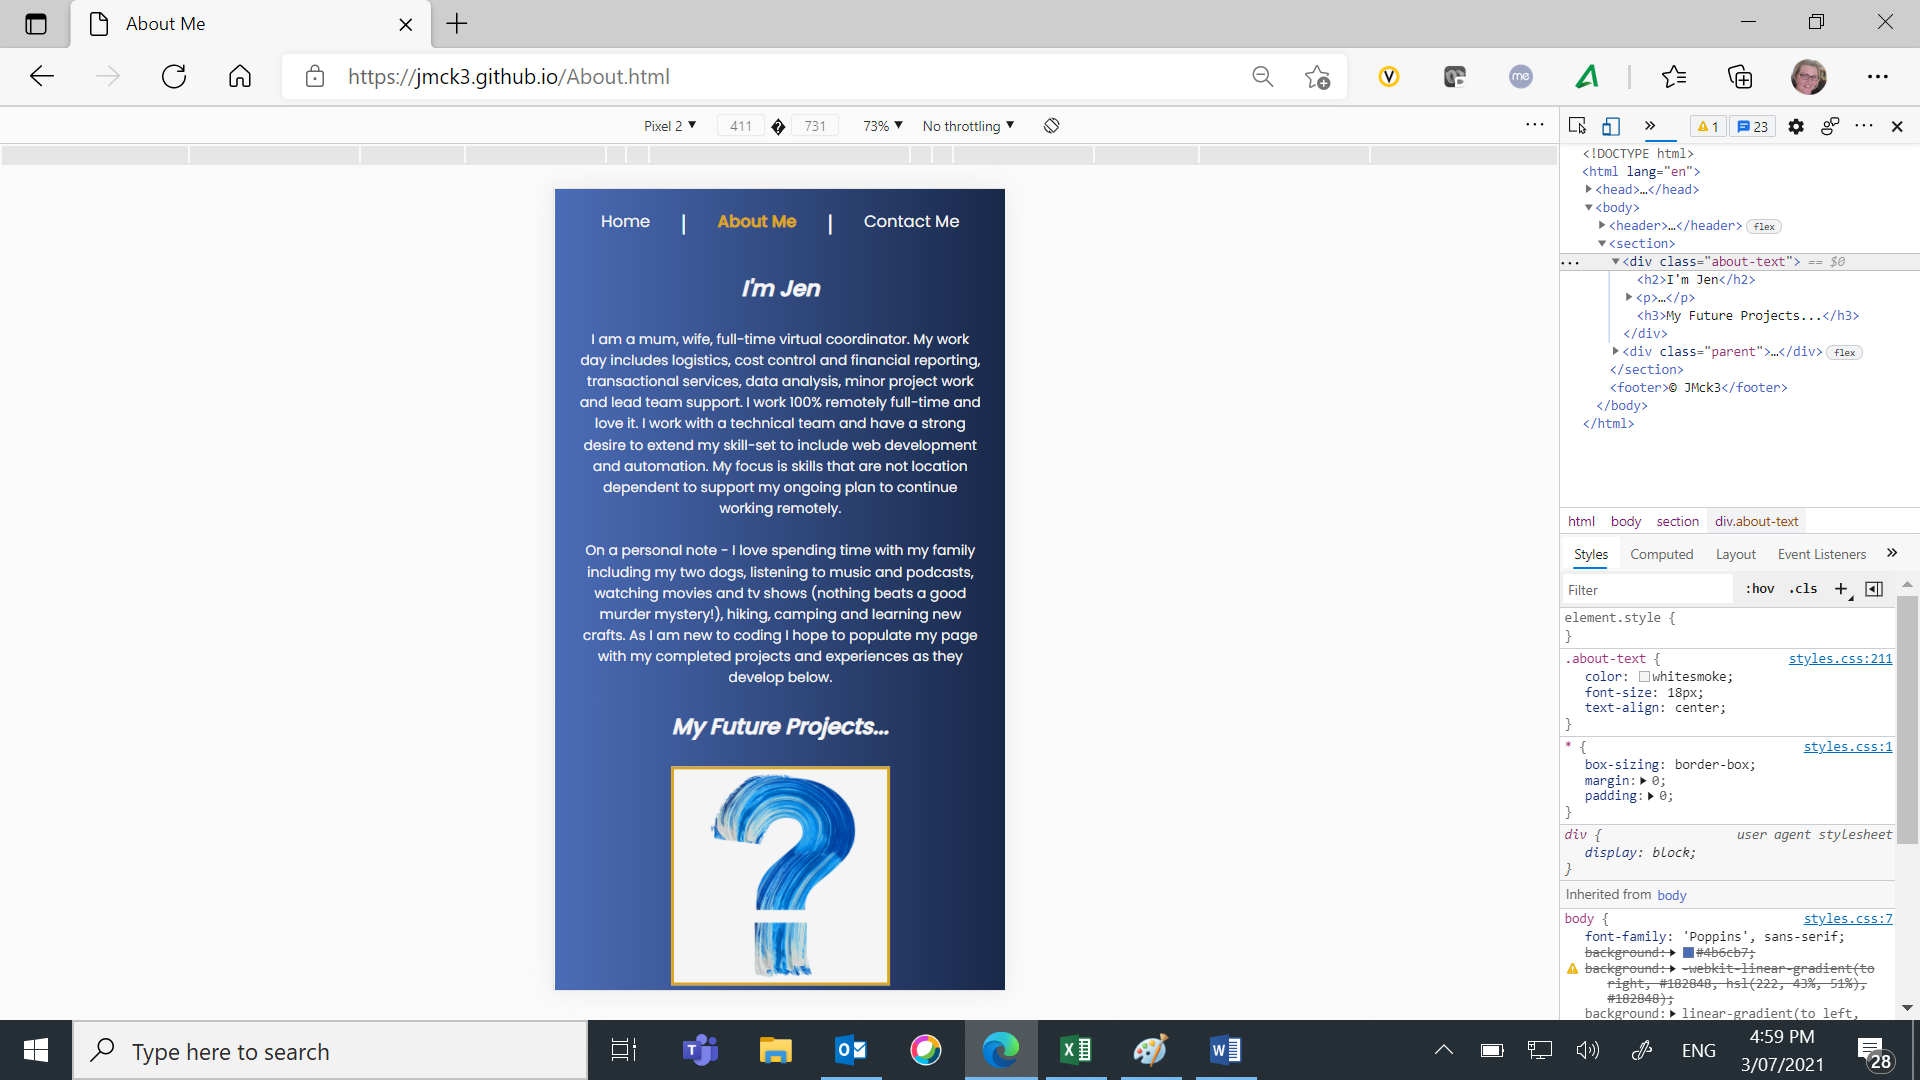 About Me
https://jmck3.github.io/About.html
Pixel 2 411 � 731 73% No throttling
1 23
Home | About Me | Contact Me
I'm Jen
I am a mum, wife, full-time virtual coordinator. My work
day includes logistics, cost control and financial reporting,
transactional services, data analysis, minor project work
and lead team support. I work 100% remotely full-time and
love it. I work with a technical team and have a strong
desire to extend my skill-set to include web development
and automation. My focus is skills that are not location
dependent to support my ongoing plan to continue
working remotely.
On a personal note - I love spending time with my family
including my two dogs, listening to music and podcasts,
watching movies and tv shows (nothing beats a good
murder mystery!), hiking, camping and learning new
crafts. As I am new to coding I hope to populate my page
with my completed projects and experiences as they
develop below.
My Future Projects...
?
<!DOCTYPE html>
<html lang="en">
<head>…</head>
<body>
<header>…</header> flex
<section>
<div class="about-text"> == $0
<h2>I'm Jen</h2>
<p>…</p>
<h3>My Future Projects...</h3>
</div>
<div class="parent">…</div> flex
</section>
<footer>© JMck3</footer>
</body>
</html>
html body section div.about-text
Styles Computed Layout Event Listeners
Filter :hov .cls
element.style {
}
.about-text { styles.css:211
color: whitesmoke;
font-size: 18px;
text-align: center;
}
* { styles.css:1
box-sizing: border-box;
margin: 0;
padding: 0;
}
div { user agent stylesheet
display: block;
}
Inherited from body
body { styles.css:7
font-family: 'Poppins', sans-serif;
background: #4b6cb7;
background: -webkit-linear-gradient(to
right, #182848, hsl(222, 43%, 51%),
#182848);
background: linear-gradient(to left,
Type here to search
ENG
4:59 PM
3/07/2021
28